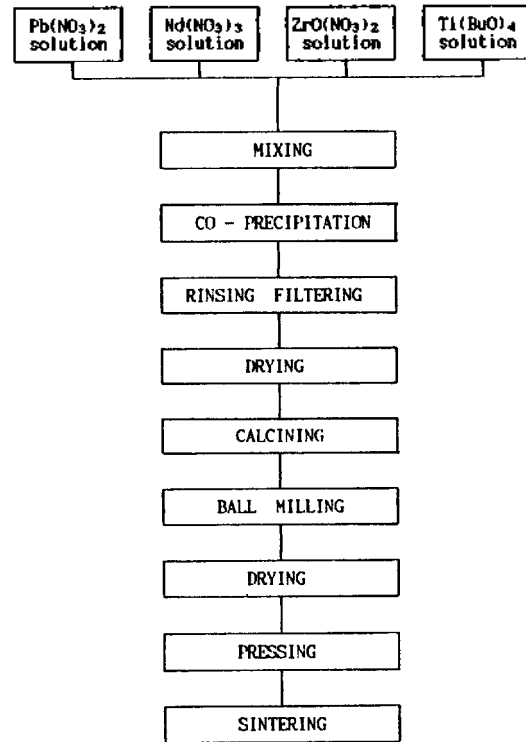 Pb(NO₃)₂
solution
Nd(NO₃)₃
solution
ZrO(NO₃)₂
solution
Ti(BuO)₄
solution
MIXING
CO - PRECIPITATION
RINSING FILTERING
DRYING
CALCINING
BALL MILLING
DRYING
PRESSING
SINTERING